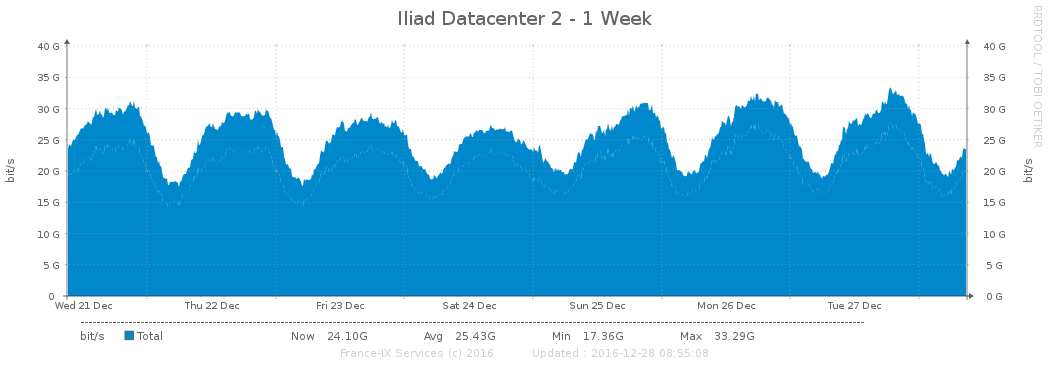 Iliad Datacenter 2 - 1 Week
RRDTOOL / TOBI OETIKER
40 G 40 G
35 G 35 G
30 G 30 G
25 G 25 G
20 G 20 G
15 G 15 G
10 G 10 G
5 G 5 G
0 0 G
bit/s
bit/s
Wed 21 Dec Thu 22 Dec Fri 23 Dec Sat 24 Dec Sun 25 Dec Mon 26 Dec Tue 27 Dec
bit/s Total Now 24.10G Avg 25.43G Min 17.36G Max 33.29G
France-IX Services (c) 2016 Updated : 2016-12-28 08:55:08